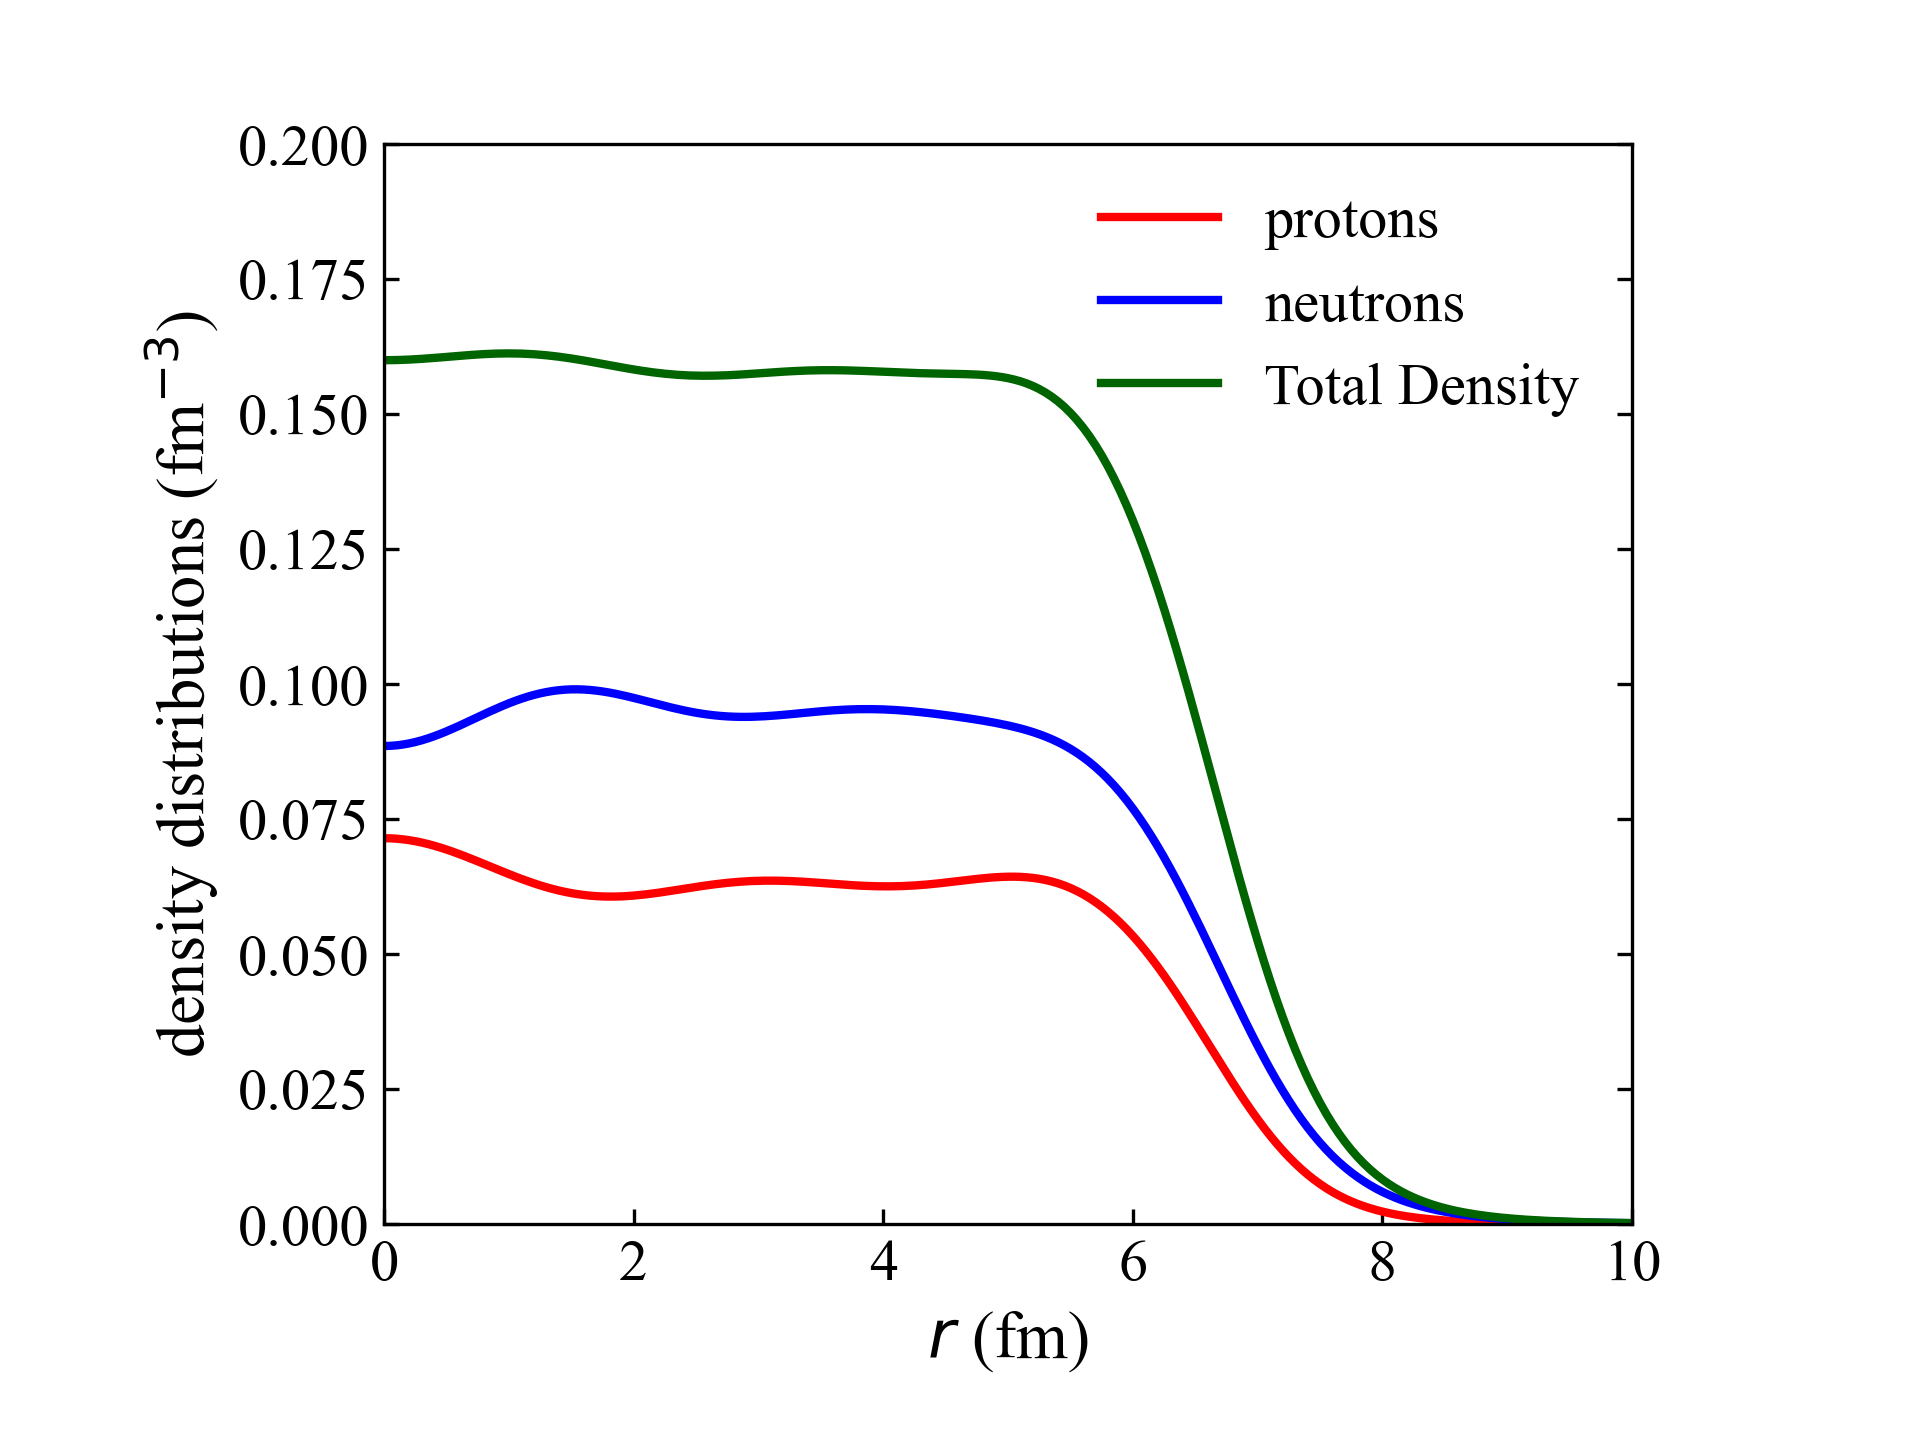 0.200
0.175
0.150
0.125
0.100
0.075
0.050
0.025
0.000
density distributions (fm⁻³)
protons
neutrons
Total Density
0 2 4 6 8 10
r (fm)